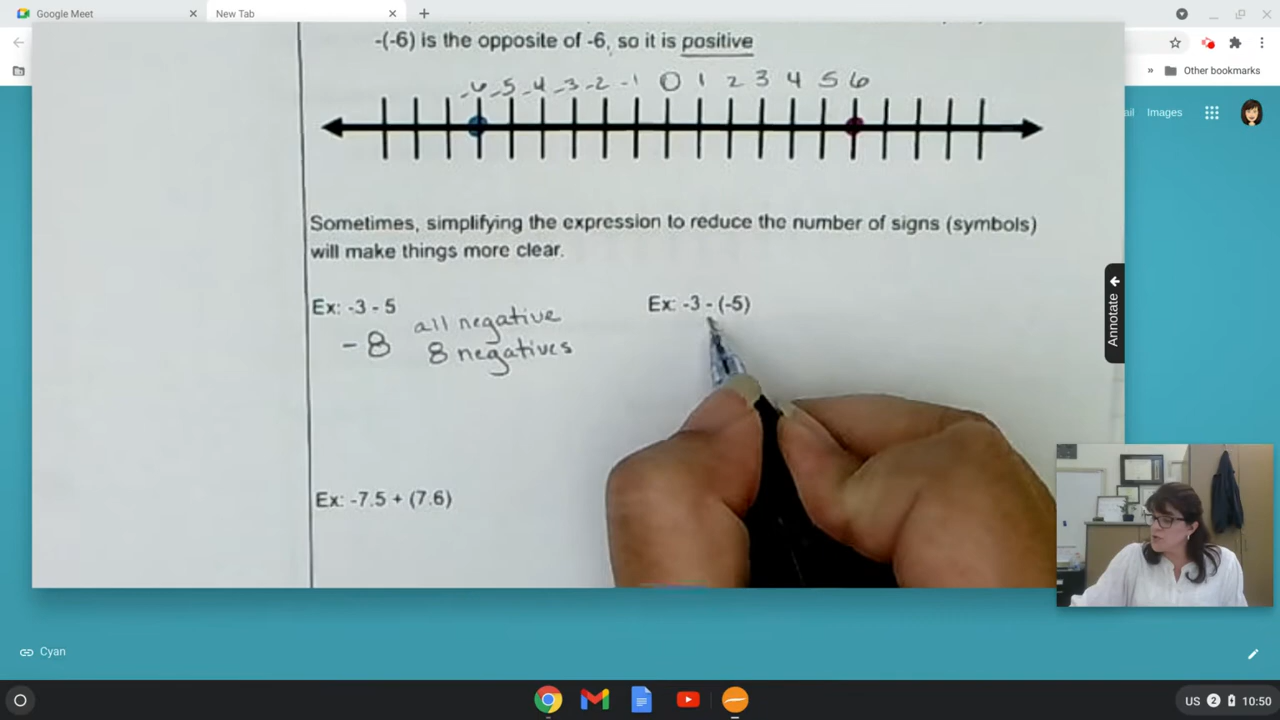 Google Meet
New Tab
Other bookmarks
Images
-(-6) is the opposite of -6, so it is positive
-6 -5 -4 -3 -2 -1 0 1 2 3 4 5 6
Sometimes, simplifying the expression to reduce the number of signs (symbols)
will make things more clear.
Ex: -3 - 5
-8
all negative
8 negatives
Ex: -3 - (-5)
Annotate
Ex: -7.5 + (7.6)
Cyan
US 2 10:50